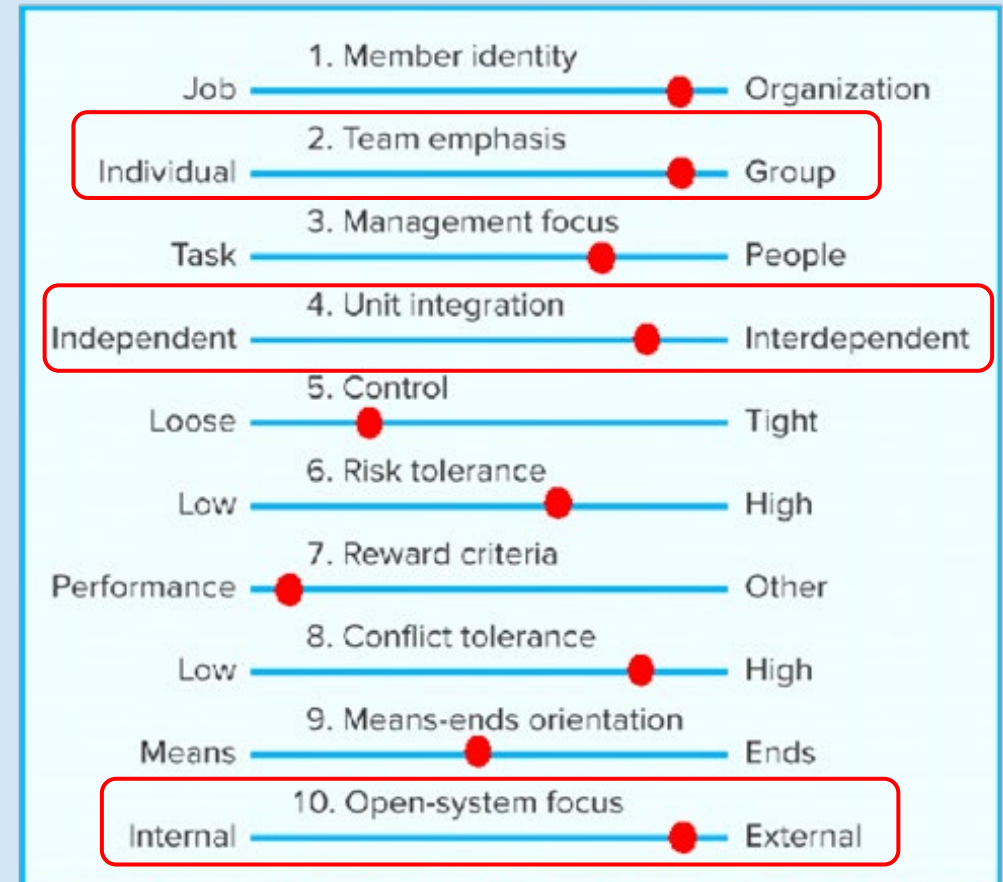 1. Member identity
Job Organization
2. Team emphasis
Individual Group
3. Management focus
Task People
4. Unit integration
Independent Interdependent
5. Control
Loose Tight
6. Risk tolerance
Low High
7. Reward criteria
Performance Other
8. Conflict tolerance
Low High
9. Means-ends orientation
Means Ends
10. Open-system focus
Internal External